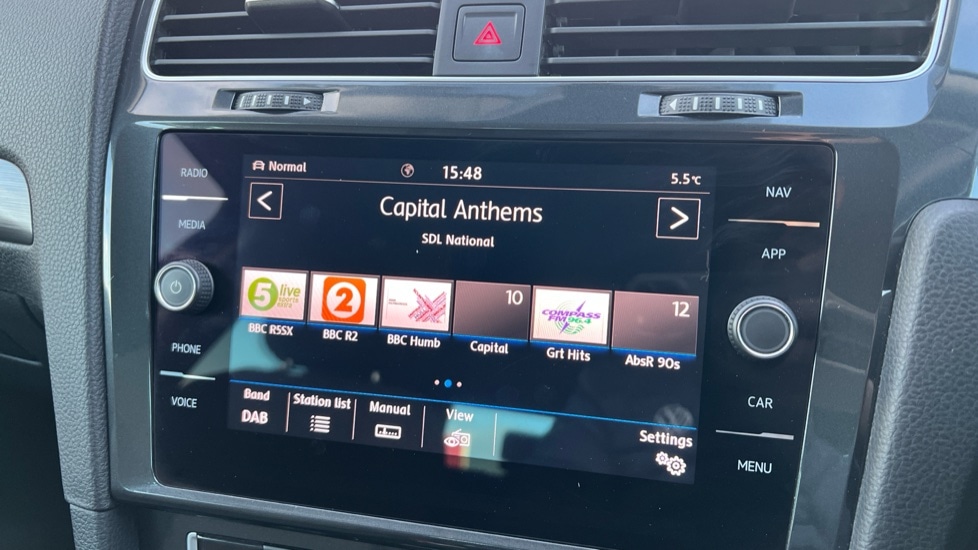 RADIO
MEDIA
PHONE
VOICE
Normal
15:48
5.5°C
<
Capital Anthems
>
SDL National
5 live sports extra
2
10
COMPASS FM 96.4
12
BBC R5SX
BBC R2
BBC Humb
Capital
Grt Hits
AbsR 90s
Band
DAB
Station list
Manual
View
Settings
NAV
APP
CAR
MENU